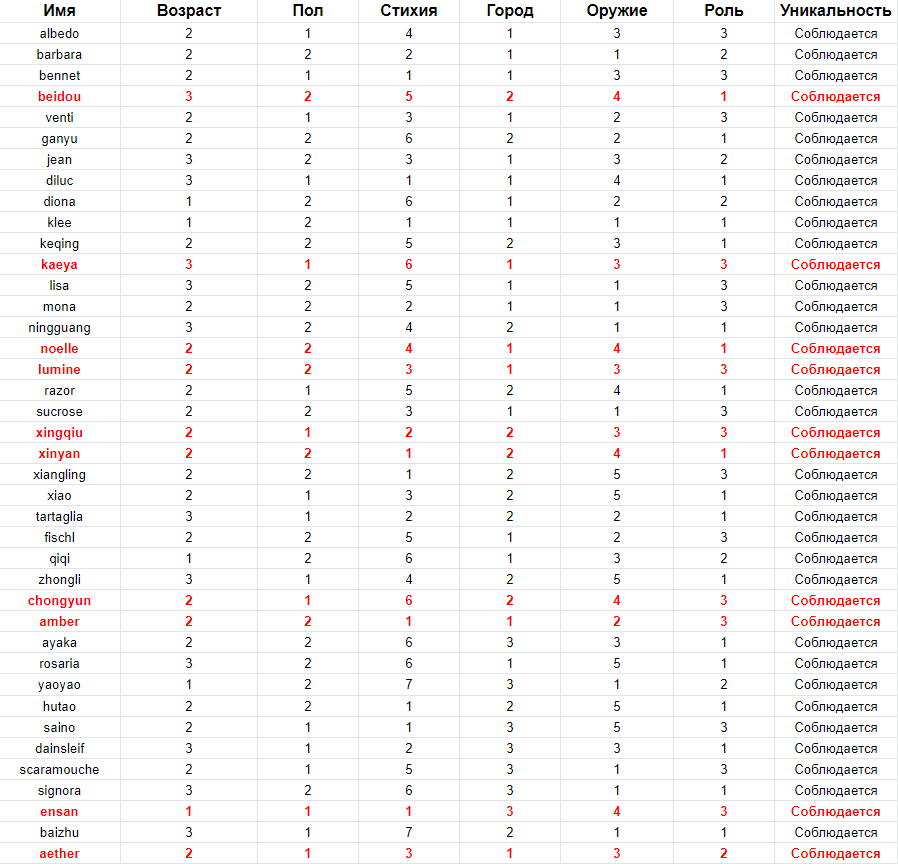 Имя Возраст Пол Стихия Город Оружие Роль Уникальность
albedo 2 1 4 1 3 3 Соблюдается
barbara 2 2 2 1 1 2 Соблюдается
bennet 2 1 1 1 3 3 Соблюдается
beidou 3 2 5 2 4 1 Соблюдается
venti 2 1 3 1 2 3 Соблюдается
ganyu 2 2 6 2 2 1 Соблюдается
jean 3 2 3 1 3 2 Соблюдается
diluc 3 1 1 1 4 1 Соблюдается
diona 1 2 6 1 2 2 Соблюдается
klee 1 2 1 1 1 1 Соблюдается
keqing 2 2 5 2 3 1 Соблюдается
kaeya 3 1 6 1 3 3 Соблюдается
lisa 3 2 5 1 1 3 Соблюдается
mona 2 2 2 1 1 3 Соблюдается
ningguang 3 2 4 2 1 1 Соблюдается
noelle 2 2 4 1 4 1 Соблюдается
lumine 2 2 3 1 3 3 Соблюдается
razor 2 1 5 2 4 1 Соблюдается
sucrose 2 2 3 1 1 3 Соблюдается
xingqiu 2 1 2 2 3 3 Соблюдается
xinyan 2 2 1 2 4 1 Соблюдается
xiangling 2 2 1 2 5 3 Соблюдается
xiao 2 1 3 2 5 1 Соблюдается
tartaglia 3 1 2 2 2 1 Соблюдается
fischl 2 2 5 1 2 3 Соблюдается
qiqi 1 2 6 1 3 2 Соблюдается
zhongli 3 1 4 2 5 1 Соблюдается
chongyun 2 1 6 2 4 3 Соблюдается
amber 2 2 1 1 2 3 Соблюдается
ayaka 2 2 6 3 3 1 Соблюдается
rosaria 3 2 6 1 5 1 Соблюдается
yaoyao 1 2 7 3 1 2 Соблюдается
hutao 2 2 1 2 5 1 Соблюдается
saino 2 1 1 3 5 3 Соблюдается
dainsleif 3 1 2 3 3 1 Соблюдается
scaramouche 2 1 5 3 1 3 Соблюдается
signora 3 2 6 3 1 1 Соблюдается
ensan 1 1 1 3 4 3 Соблюдается
baizhu 3 1 7 2 1 1 Соблюдается
aether 2 1 3 1 3 2 Соблюдается